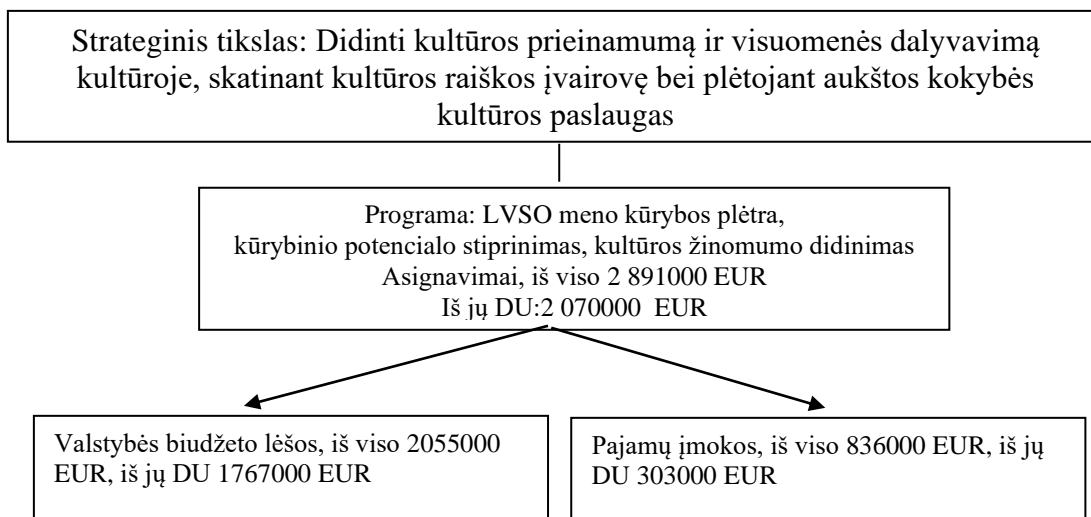 Strateginis tikslas: Didinti kultūros prieinamumą ir visuomenės dalyvavimą
kultūroje, skatinant kultūros raiškos įvairovę bei plėtojant aukštos kokybės
kultūros paslaugas
Programa: LVSO meno kūrybos plėtra,
kūrybinio potencialo stiprinimas, kultūros žinomumo didinimas
Asignavimai, iš viso 2 891000 EUR
Iš jų DU:2 070000  EUR
Valstybės biudžeto lėšos, iš viso 2055000
EUR, iš jų DU 1767000 EUR
Pajamų įmokos, iš viso 836000 EUR, iš jų
DU 303000 EUR